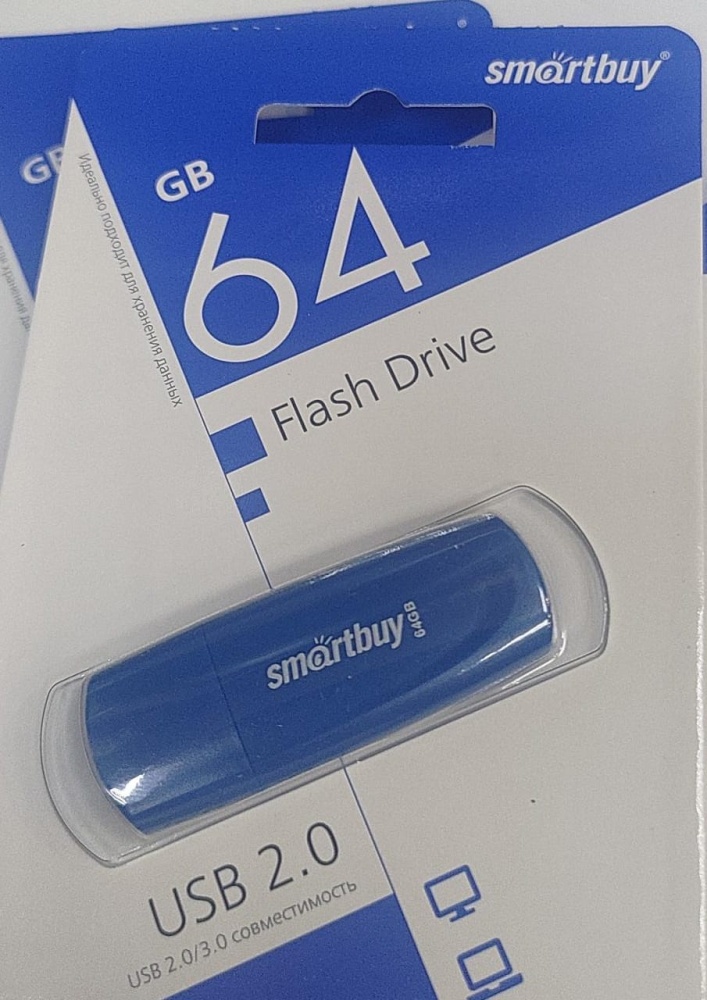 smartbuy®
GB
GB
64
Идеально подходит для хранения данных
Flash Drive
smartbuy 64GB
USB 2.0
USB 2.0/3.0 совместимость